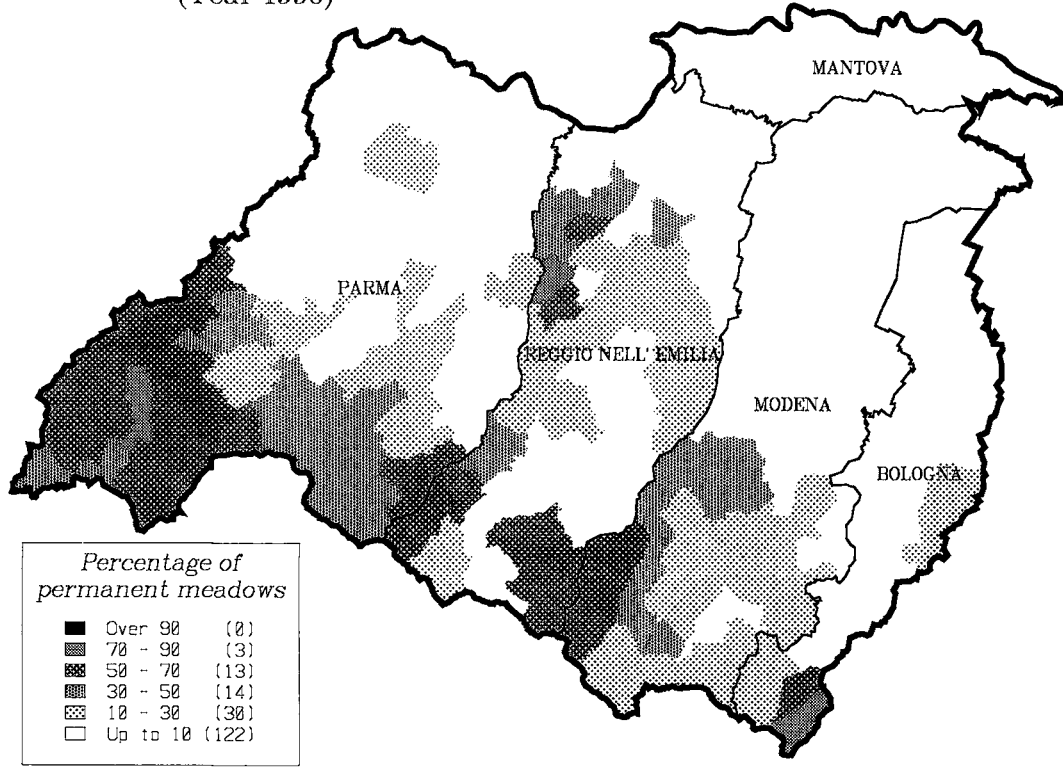 MANTOVA
PARMA
REGGIO NELL' EMILIA
MODENA
BOLOGNA
Percentage of
permanent meadows
Over 90 (0)
70 - 90 (3)
50 - 70 (13)
30 - 50 (14)
10 - 30 (30)
Up to 10 (122)